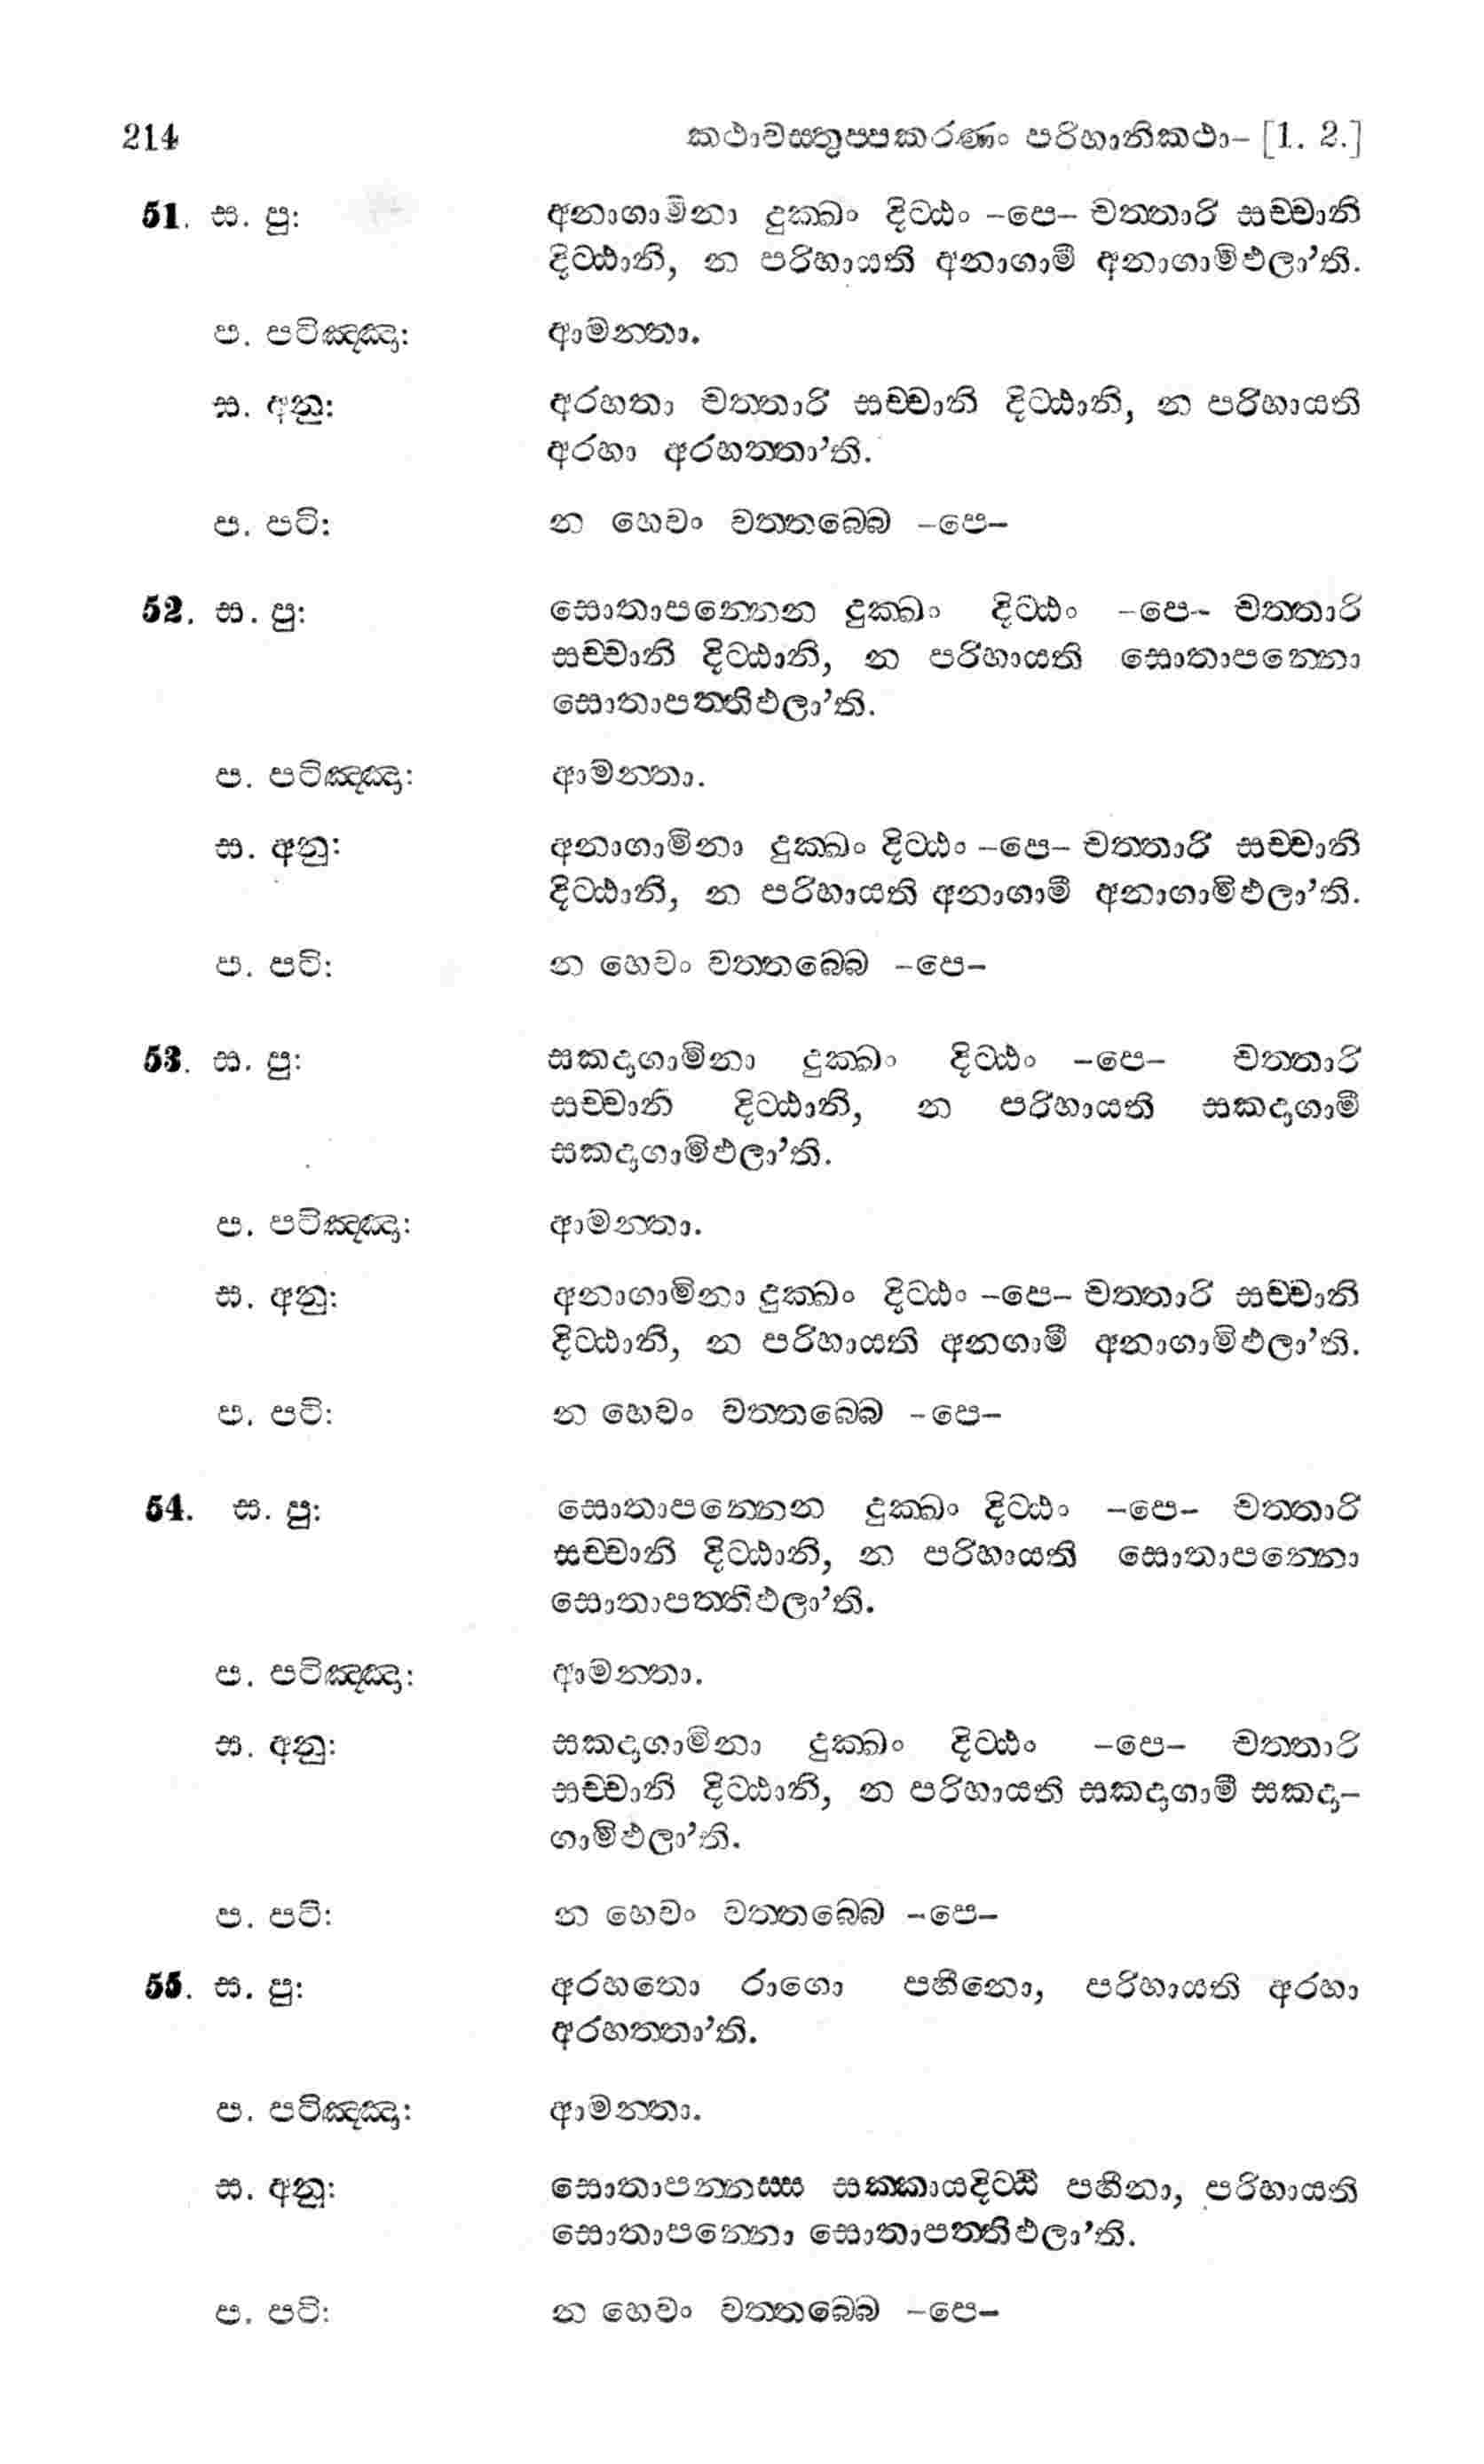 214 කථාවත්‍ථුප්පකරණං පරිහානිකථා– [1. 2.]
51. ස. පු: අනාගාමිනා දුක්ඛං දිට්ඨං –පෙ– චත්තාරි සච්චානි
දිට්ඨානි, න පරිහායති අනාගාමී අනාගාමිඵලා’ති.
ප. පටිඤ්ඤා: ආමන්තා.
ස. අනු: අරහතා චත්තාරි සච්චානි දිට්ඨානි, න පරිහායති
අරහා අරහත්තා’ති.
ප. පටි: න හෙවං වත්තබ්බෙ –පෙ–
52. ස. පු: සොතාපන්නෙන දුක්ඛං දිට්ඨං –පෙ– චත්තාරි
සච්චානි දිට්ඨානි, න පරිහායති සොතාපන්නො
සොතාපත්තිඵලා’ති.
ප. පටිඤ්ඤා: ආමන්තා.
ස. අනු: අනාගාමිනා දුක්ඛං දිට්ඨං –පෙ– චත්තාරි සච්චානි
දිට්ඨානි, න පරිහායති අනාගාමී අනාගාමිඵලා’ති.
ප. පටි: න හෙවං වත්තබ්බෙ –පෙ–
53. ස. පු: සකදාගාමිනා දුක්ඛං දිට්ඨං –පෙ– චත්තාරි
සච්චානි දිට්ඨානි, න පරිහායති සකදාගාමී
සකදාගාමිඵලා’ති.
ප. පටිඤ්ඤා: ආමන්තා.
ස. අනු: අනාගාමිනා දුක්ඛං දිට්ඨං –පෙ– චත්තාරි සච්චානි
දිට්ඨානි, න පරිහායති අනගාමී අනාගාමිඵලා’ති.
ප. පටි: න හෙවං වත්තබ්බෙ –පෙ–
54. ස. පු: සොතාපන්නෙන දුක්ඛං දිට්ඨං –පෙ– චත්තාරි
සච්චානි දිට්ඨානි, න පරිහායති සොතාපන්නො
සොතාපත්තිඵලා’ති.
ප. පටිඤ්ඤා: ආමන්තා.
ස. අනු: සකදාගාමිනා දුක්ඛං දිට්ඨං –පෙ– චත්තාරි
සච්චානි දිට්ඨානි, න පරිහායති සකදාගාමී සකදා–
ගාමිඵලා’ති.
ප. පටි: න හෙවං වත්තබ්බෙ –පෙ–
55. ස. පු: අරහතො රාගො පහීනො, පරිහායති අරහා
අරහත්තා’ති.
ප. පටිඤ්ඤා: ආමන්තා.
ස. අනු: සොතාපන්නස්ස සක්කායදිට්ඨි පහීනා, පරිහායති
සොතාපන්නො සොතාපත්තිඵලා’ති.
ප. පටි: න හෙවං වත්තබ්බෙ –පෙ–